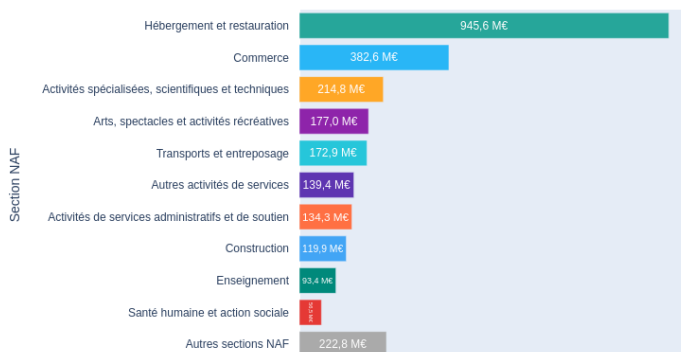 Section NAF
Hébergement et restauration 945,6 M€
Commerce 382,6 M€
Activités spécialisées, scientifiques et techniques 214,8 M€
Arts, spectacles et activités récréatives 177,0 M€
Transports et entreposage 172,9 M€
Autres activités de services 139,4 M€
Activités de services administratifs et de soutien 134,3 M€
Construction 119,9 M€
Enseignement 93,4 M€
Santé humaine et action sociale
Autres sections NAF 222,8 M€